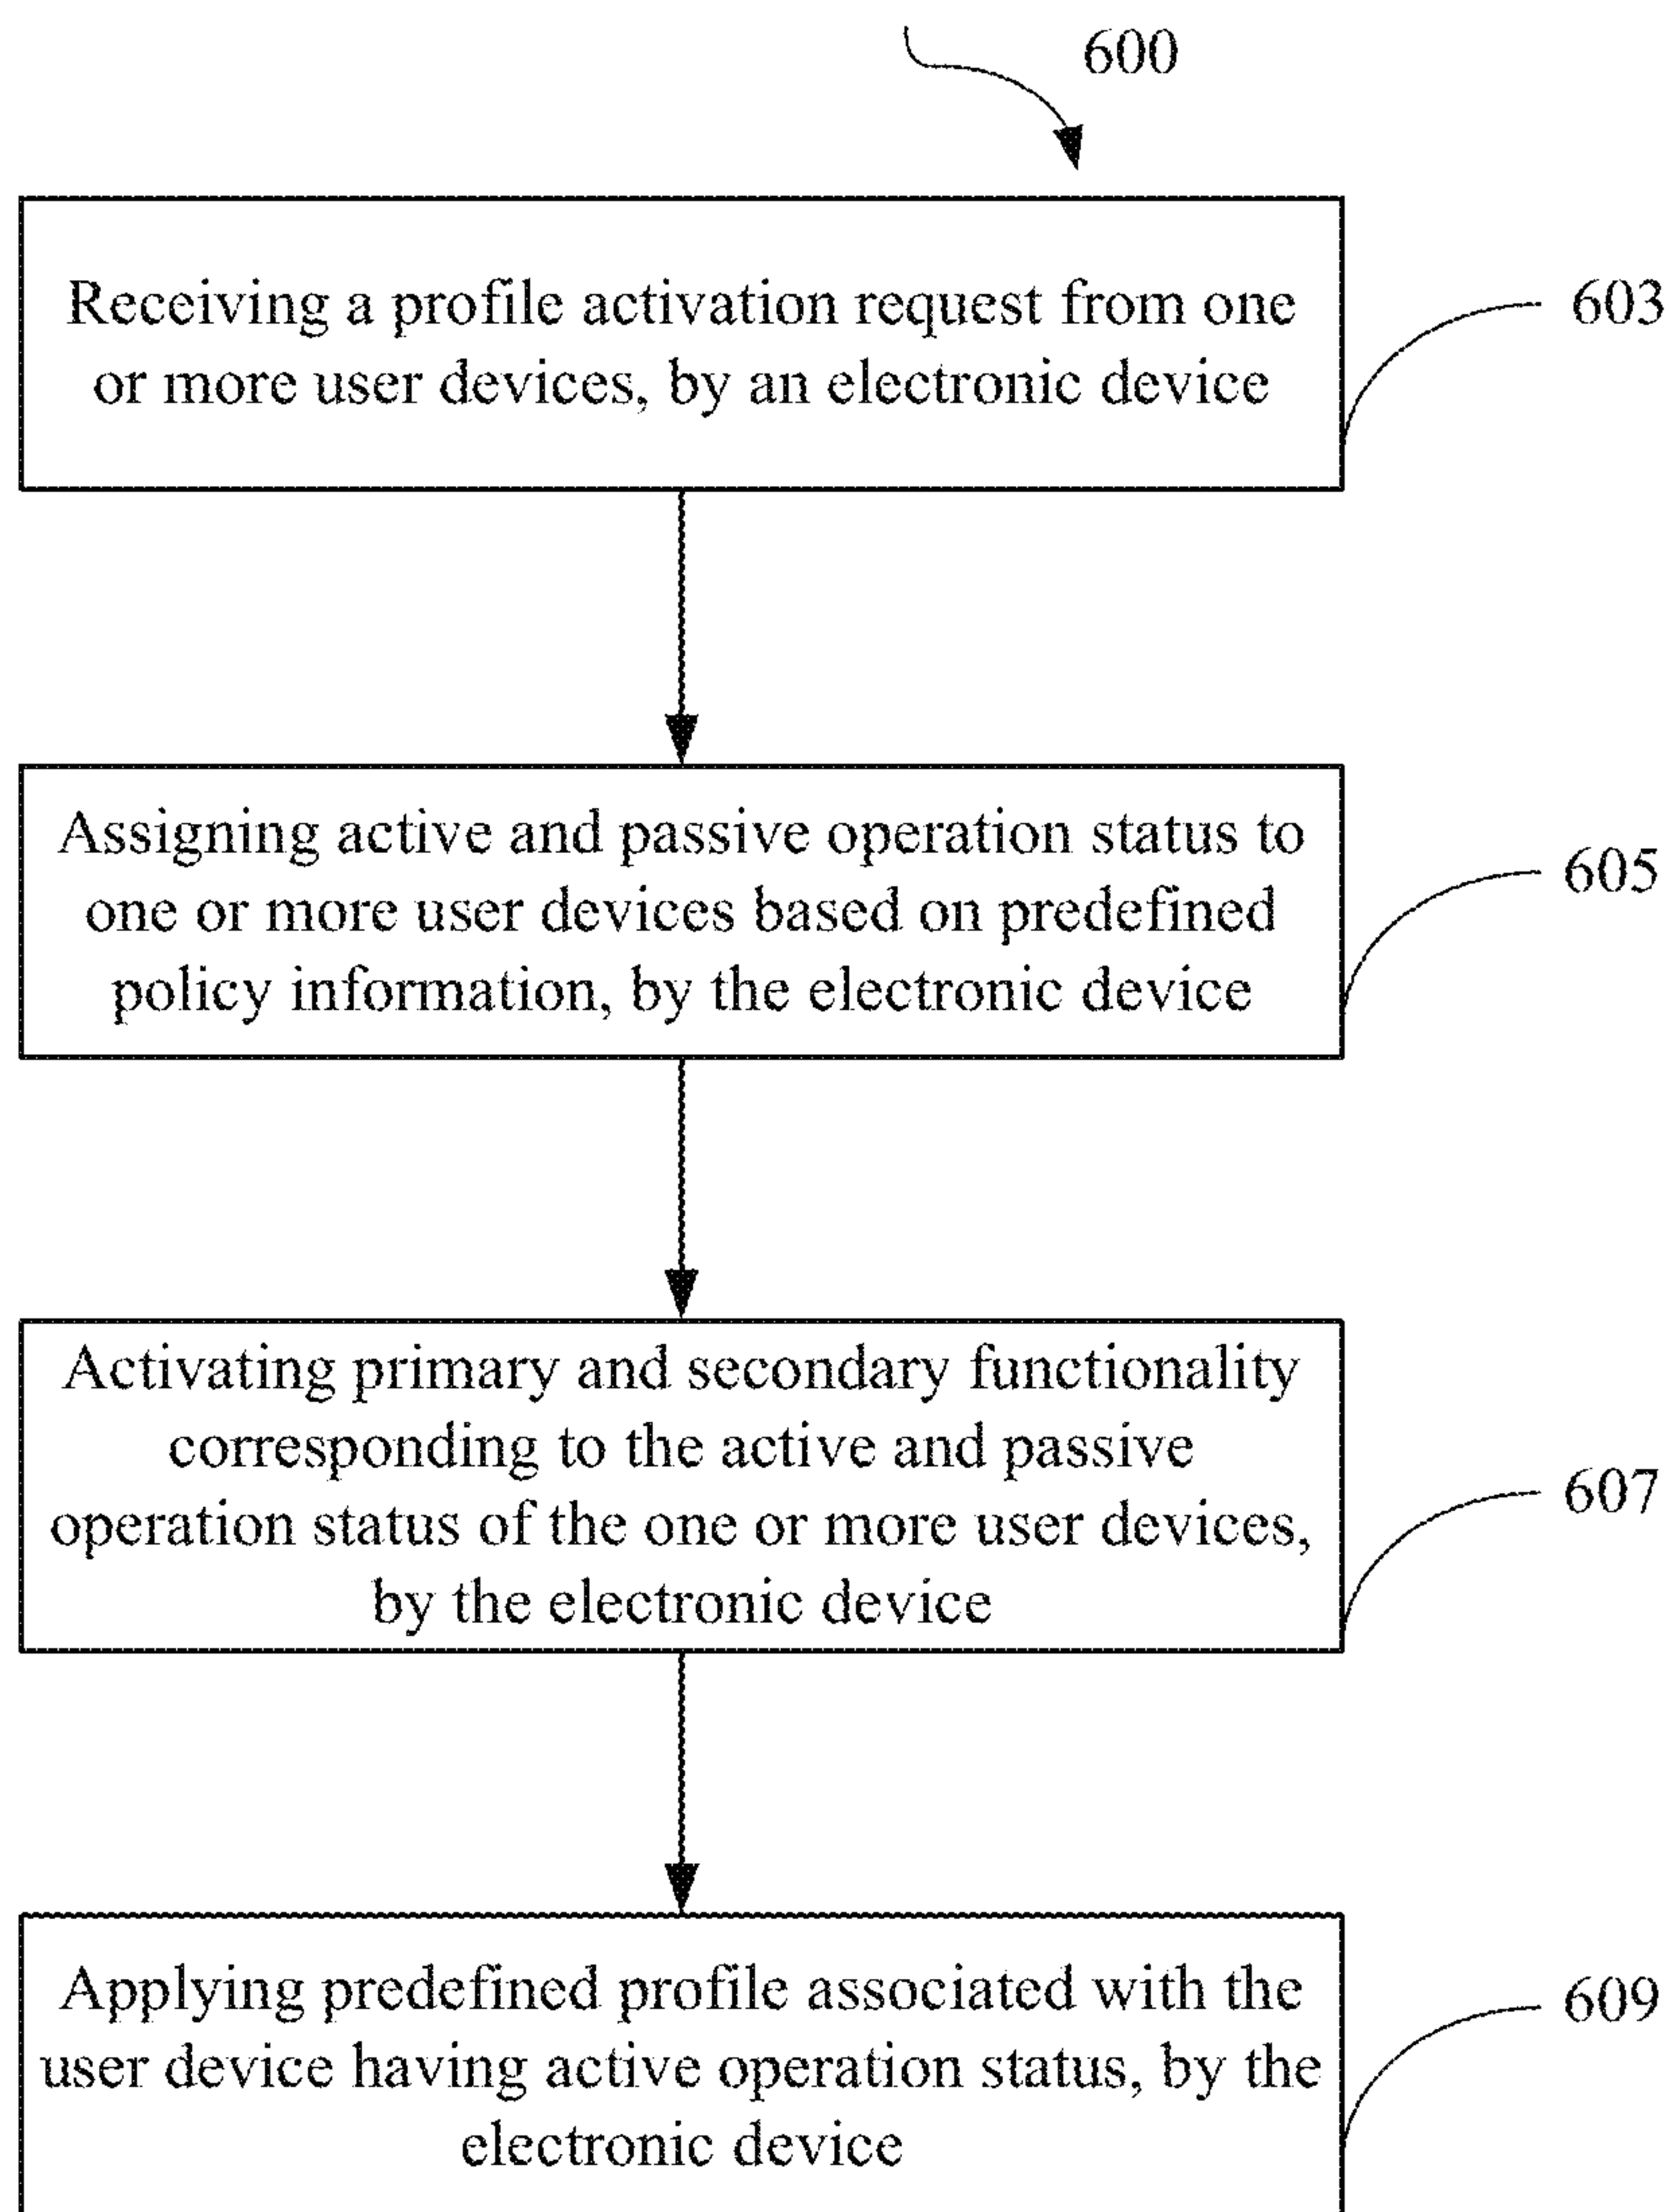 600
Receiving a profile activation request from one
or more user devices, by an electronic device
603
Assigning active and passive operation status to
one or more user devices based on predefined
policy information, by the electronic device
605
Activating primary and secondary functionality
corresponding to the active and passive
operation status of the one or more user devices,
by the electronic device
607
Applying predefined profile associated with the
user device having active operation status, by the
electronic device
609